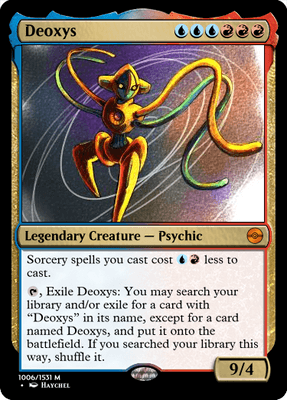 Deoxys
Legendary Creature — Psychic
Sorcery spells you cast cost less to
cast.
, Exile Deoxys: You may search your
library and/or exile for a card with
“Deoxys” in its name, except for a card
named Deoxys, and put it onto the
battlefield. If you searched your library this
way, shuffle it.
9/4
1006/1531 M
• HAYCHEL